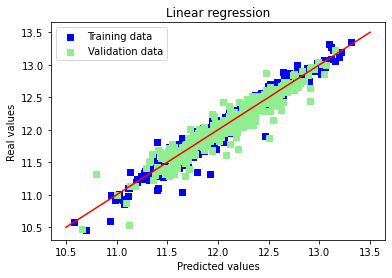 Linear regression
Training data
Validation data
Real values
13.5
13.0
12.5
12.0
11.5
11.0
10.5
10.5 11.0 11.5 12.0 12.5 13.0 13.5
Predicted values